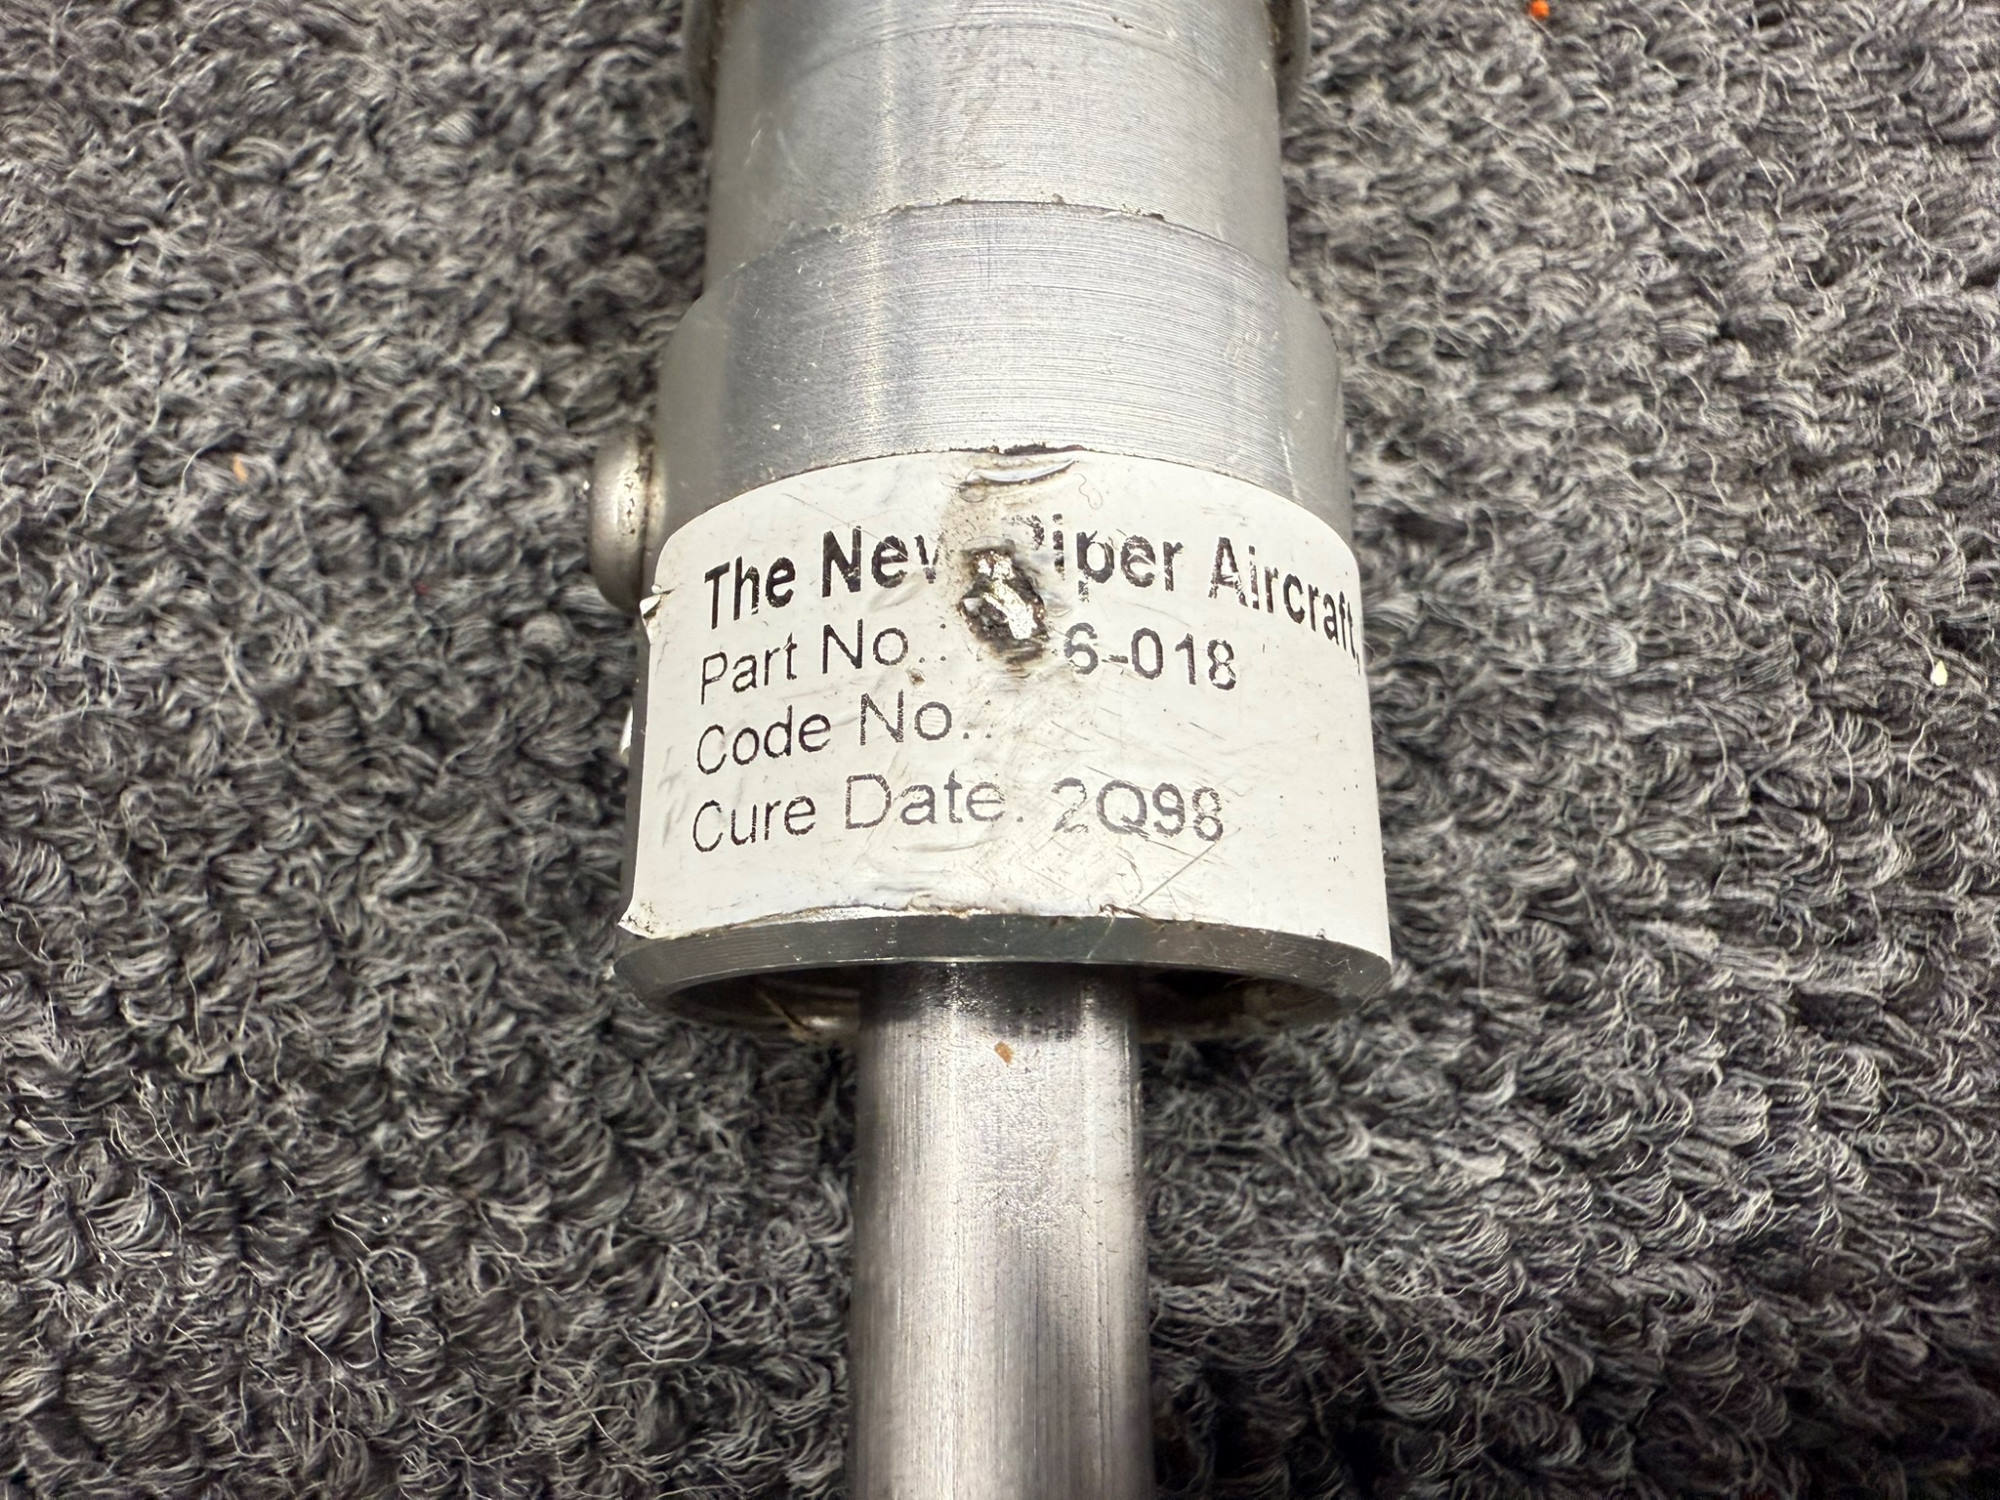 The New Piper Aircraft,
Part No.: 6-018
Code No.:
Cure Date: 2Q98